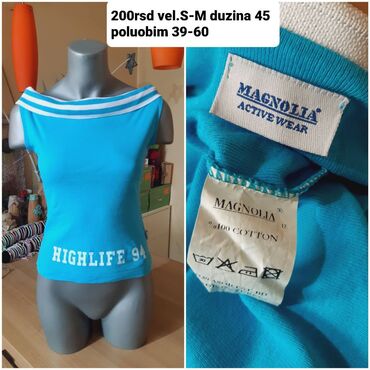 200rsd vel.S-M duzina 45
poluobim 39-60
HIGHLIFE 94
MAGNOLIA®
ACTIVE WEAR
MAGNOLIA®
%100 COTTON